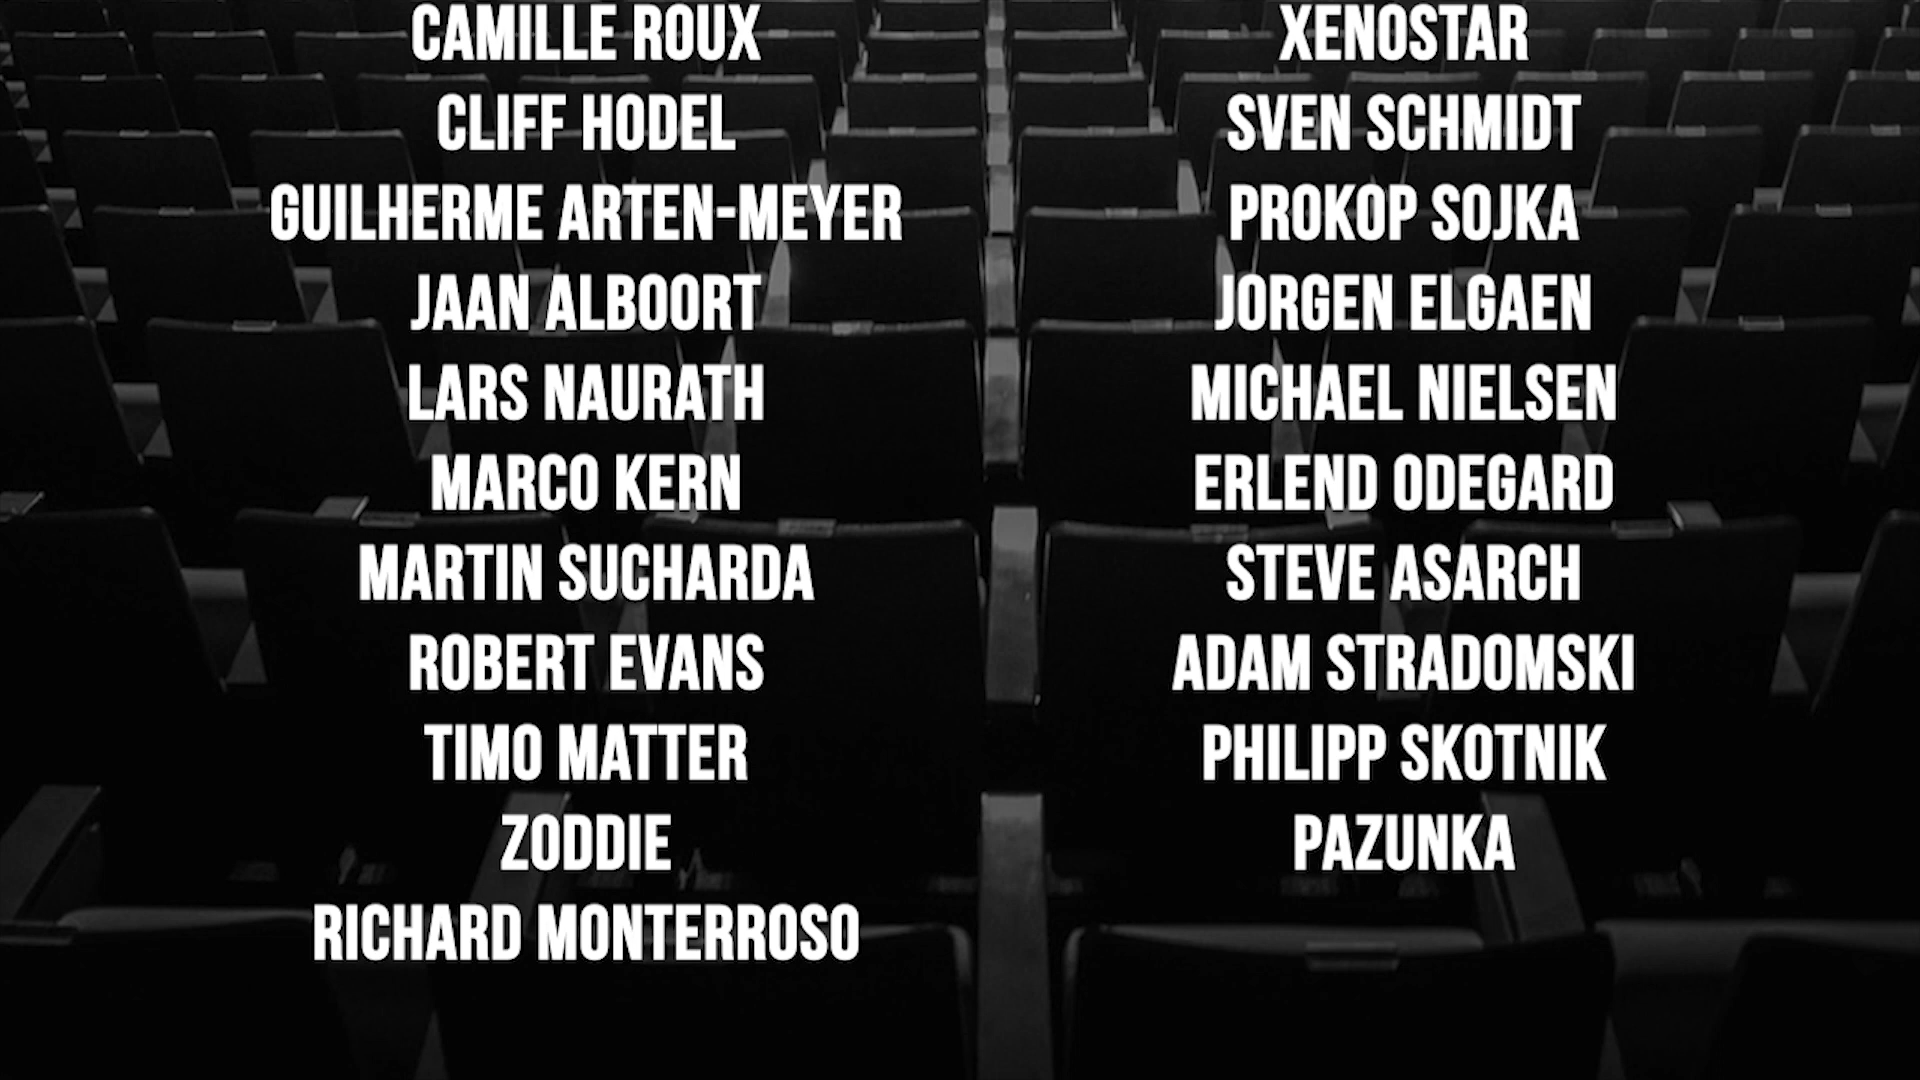 CAMILLE ROUX
CLIFF HODEL
GUILHERME ARTEN-MEYER
JAAN ALBOORT
LARS NAURATH
MARCO KERN
MARTIN SUCHARDA
ROBERT EVANS
TIMO MATTER
ZODDIE
RICHARD MONTERROSO
XENOSTAR
SVEN SCHMIDT
PROKOP SOJKA
JORGEN ELGAEN
MICHAEL NIELSEN
ERLEND ODEGARD
STEVE ASARCH
ADAM STRADOMSKI
PHILIPP SKOTNIK
PAZUNKA